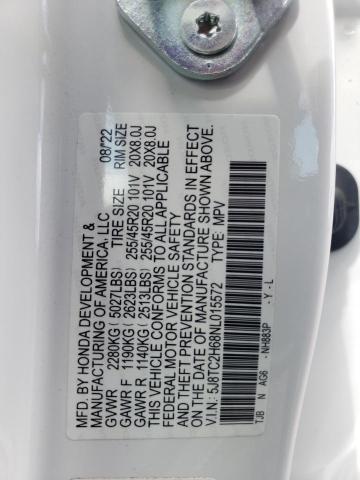 MFD. BY HONDA DEVELOPMENT &
MANUFACTURING OF AMERICA, LLC 08/'22
GVWR 2280KG (5027LBS) TIRE SIZE RIM SIZE
GAWR F 1190KG (2623LBS) 255/45R20 101V 20X8.0J
GAWR R 1140KG (2513LBS) 255/45R20 101V 20X8.0J
THIS VEHICLE CONFORMS TO ALL APPLICABLE
FEDERAL MOTOR VEHICLE SAFETY
AND THEFT PREVENTION STANDARDS IN EFFECT
ON THE DATE OF MANUFACTURE SHOWN ABOVE.
V.I.N.: 5J8TC2H68NL015572 TYPE: MPV
TJB N AG6 -NH883P -Y-L